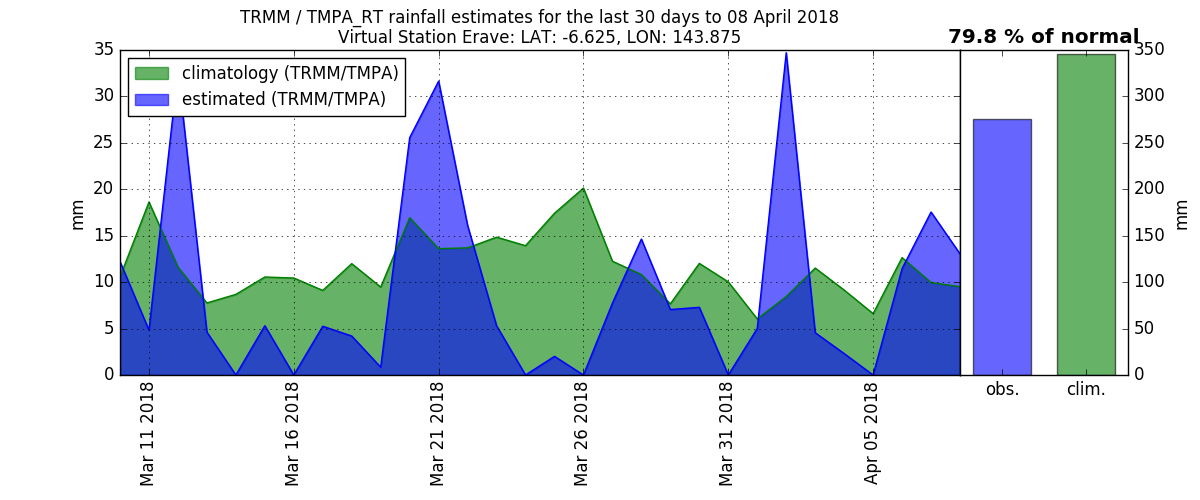 TRMM / TMPA_RT rainfall estimates for the last 30 days to 08 April 2018
Virtual Station Erave: LAT: -6.625, LON: 143.875
79.8 % of normal
climatology (TRMM/TMPA)
estimated (TRMM/TMPA)
35
30
25
20
15
10
5
0
mm
Mar 11 2018
Mar 16 2018
Mar 21 2018
Mar 26 2018
Mar 31 2018
Apr 05 2018
obs.
clim.
350
300
250
200
150
100
50
0
mm